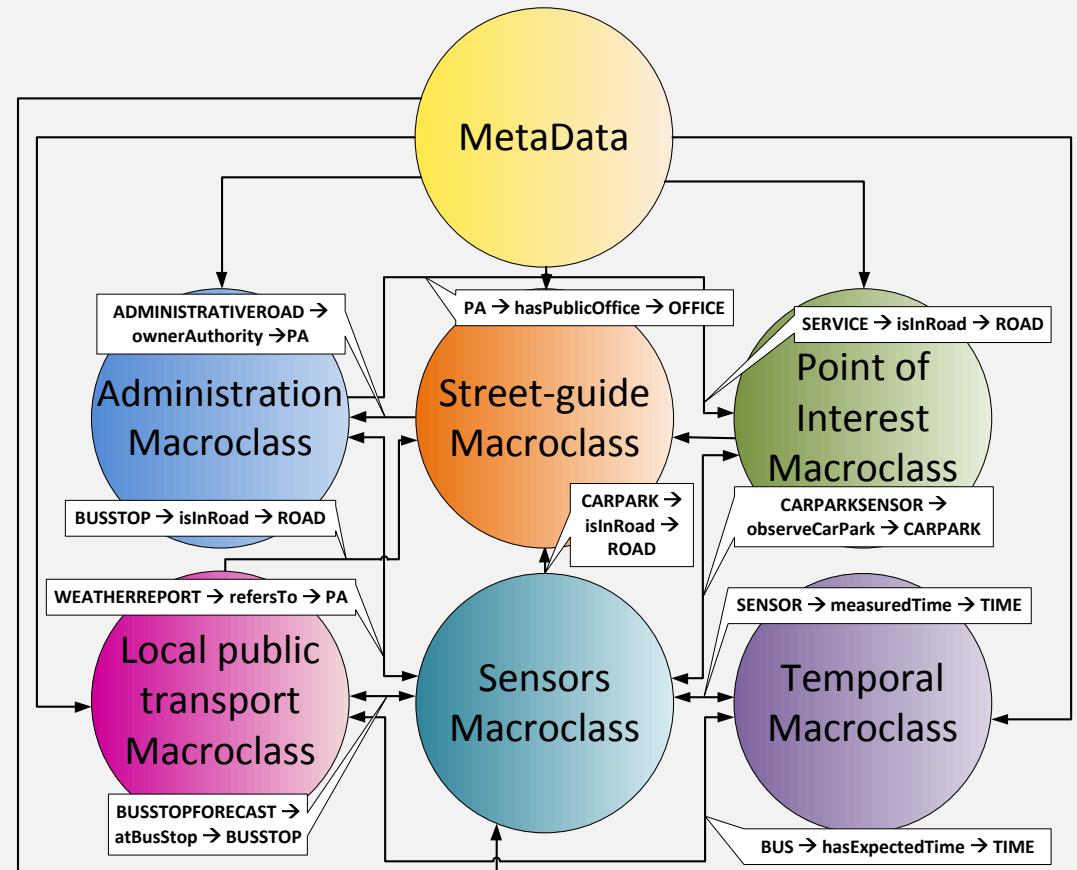 MetaData
ADMINISTRATIVEROAD →
ownerAuthority →PA
PA → hasPublicOffice → OFFICE
SERVICE → isInRoad → ROAD
Administration
Macroclass
Street-guide
Macroclass
Point of
Interest
Macroclass
BUSSTOP → isInRoad → ROAD
CARPARK →
isInRoad →
ROAD
CARPARKSENSOR →
observeCarPark → CARPARK
WEATHERREPORT → refersTo → PA
SENSOR → measuredTime → TIME
Local public
transport
Macroclass
Sensors
Macroclass
Temporal
Macroclass
BUSSTOPFORECAST →
atBusStop → BUSSTOP
BUS → hasExpectedTime → TIME